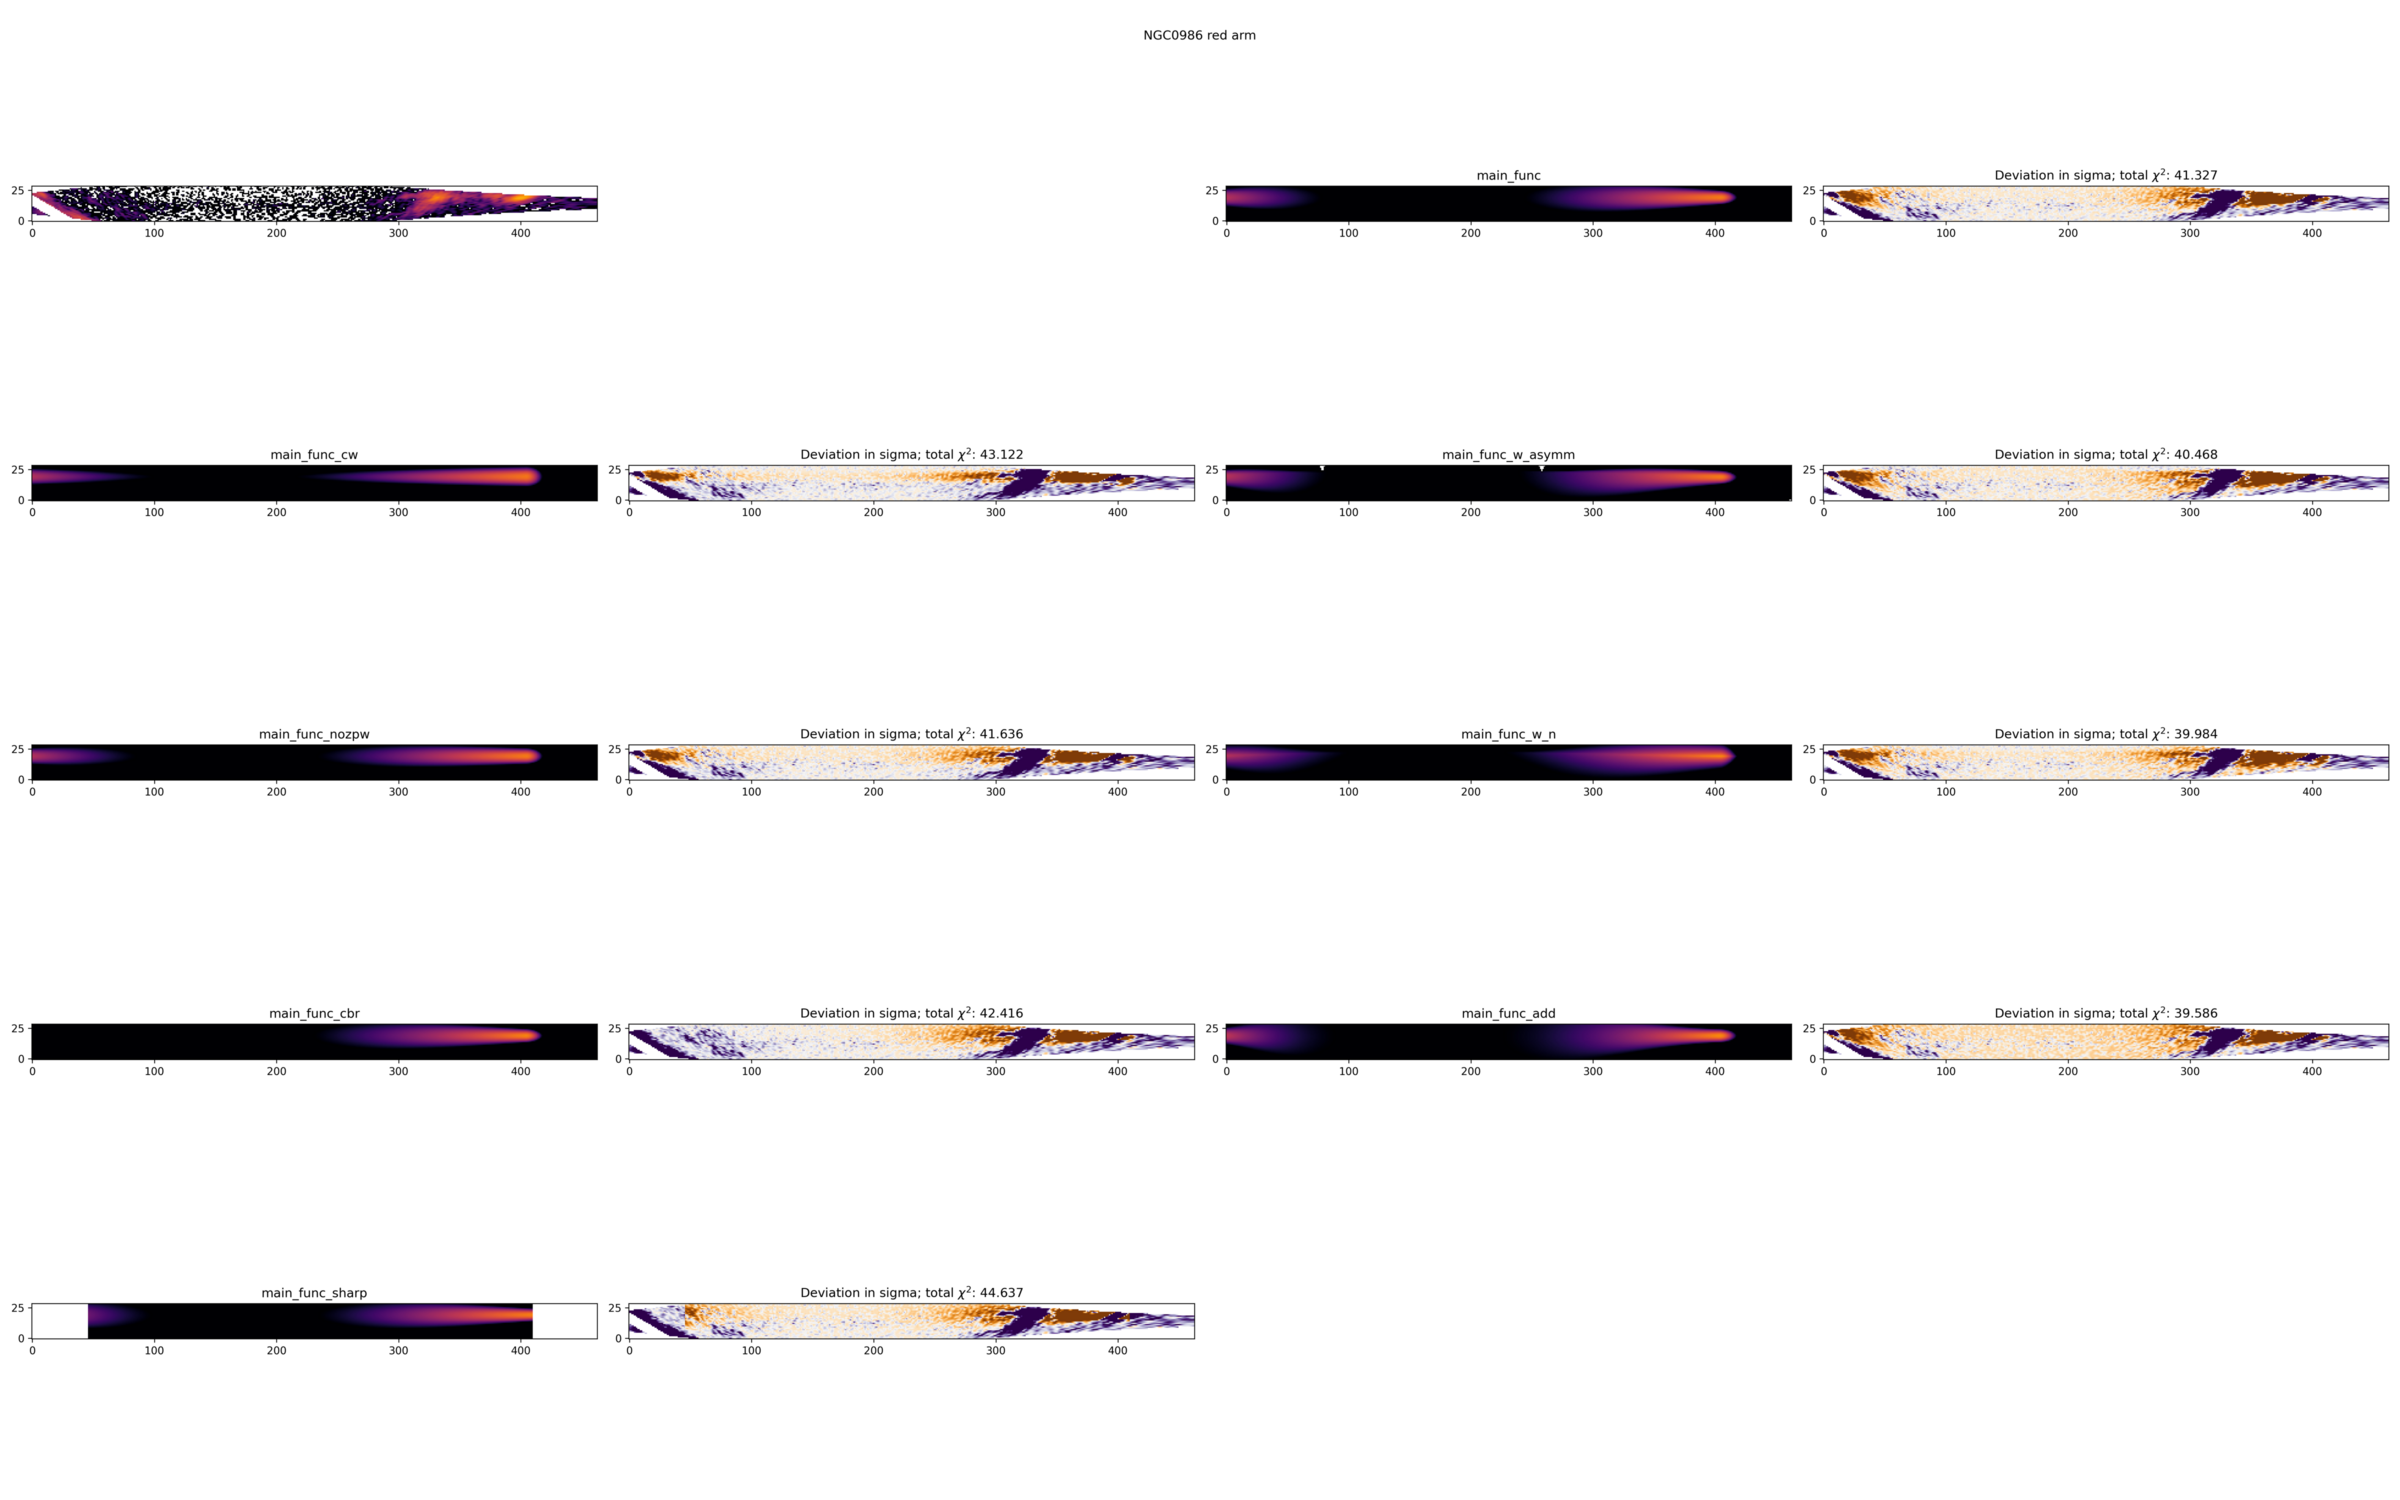 NGC0986 red arm
25
0
0 100 200 300 400
main_func
25
0
0 100 200 300 400
Deviation in sigma; total χ²: 41.327
25
0
0 100 200 300 400
main_func_cw
25
0
0 100 200 300 400
Deviation in sigma; total χ²: 43.122
25
0
0 100 200 300 400
main_func_w_asymm
25
0
0 100 200 300 400
Deviation in sigma; total χ²: 40.468
25
0
0 100 200 300 400
main_func_nozpw
25
0
0 100 200 300 400
Deviation in sigma; total χ²: 41.636
25
0
0 100 200 300 400
main_func_w_n
25
0
0 100 200 300 400
Deviation in sigma; total χ²: 39.984
25
0
0 100 200 300 400
main_func_cbr
25
0
0 100 200 300 400
Deviation in sigma; total χ²: 42.416
25
0
0 100 200 300 400
main_func_add
25
0
0 100 200 300 400
Deviation in sigma; total χ²: 39.586
25
0
0 100 200 300 400
main_func_sharp
25
0
0 100 200 300 400
Deviation in sigma; total χ²: 44.637
25
0
0 100 200 300 400